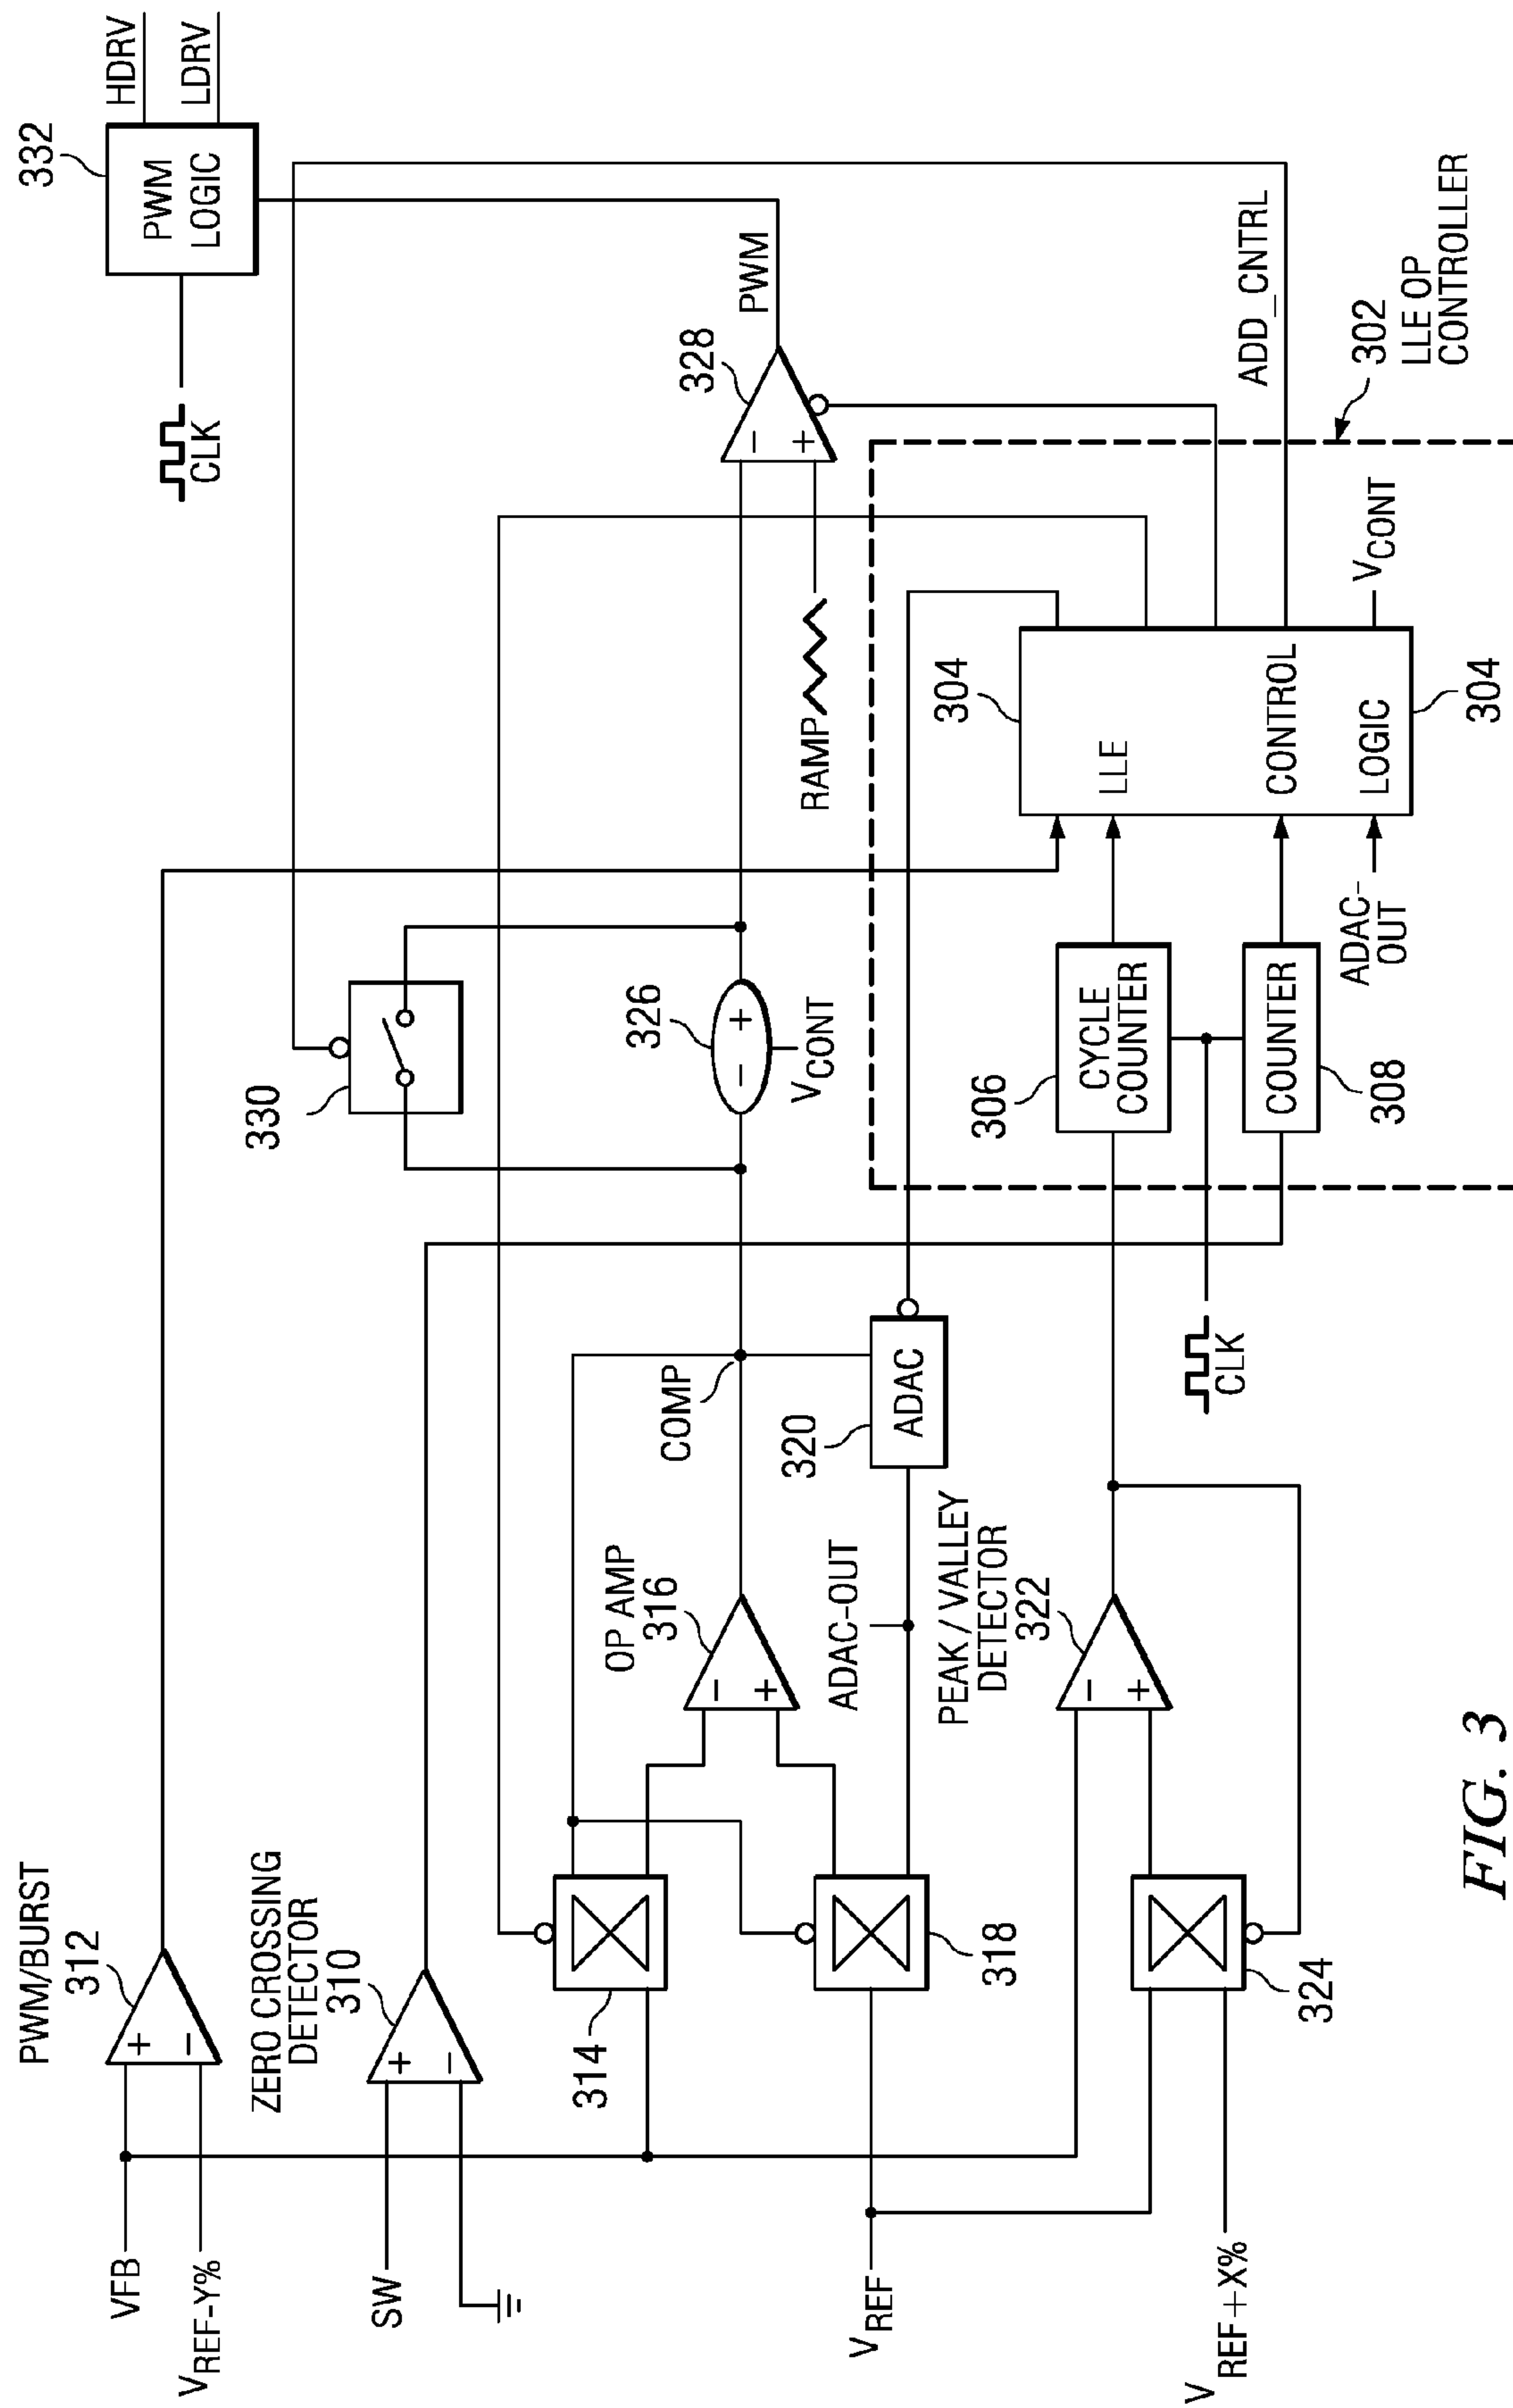 PWM/BURST
312
+
−
VFB
VREF-Y%
ZERO CROSSING
DETECTOR
310
+
−
SW
314
OP AMP
316
−
+
COMP
318
VREF
ADAC-OUT
320
ADAC
PEAK/VALLEY
DETECTOR
322
−
+
324
VREF+X%
330
326
− +
VCONT
328
−
+
RAMP
PWM
332
PWM
LOGIC
HDRV
LDRV
CLK
ADD_CNTRL
302
LLE OP
CONTROLLER
304
LLE
CONTROL
LOGIC
304
VCONT
306
CYCLE
COUNTER
COUNTER
308
ADAC-
OUT
CLK
FIG. 3